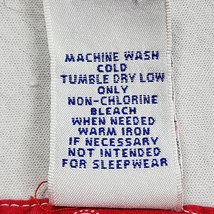 MACHINE WASH
COLD
TUMBLE DRY LOW
ONLY
NON-CHLORINE
BLEACH
WHEN NEEDED
WARM IRON
IF NECESSARY
NOT INTENDED
FOR SLEEPWEAR